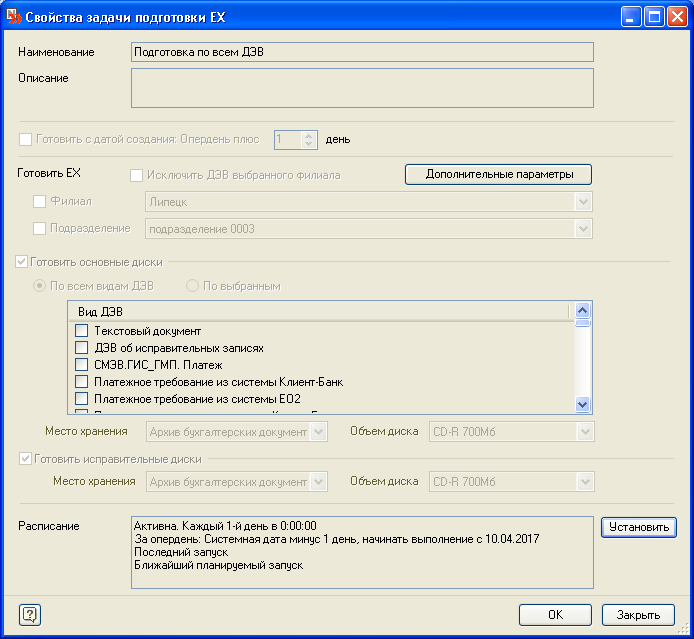 Свойства задачи подготовки ЕХ
Наименование Подготовка по всем ДЭВ
Описание
Готовить с датой создания: Опердень плюс 1 день
Готовить ЕХ Исключить ДЭВ выбранного филиала Дополнительные параметры
Филиал Липецк
Подразделение подразделение 0003
Готовить основные диски
По всем видам ДЭВ По выбранным
Вид ДЭВ
Текстовый документ
ДЭВ об исправительных записях
СМЭВ.ГИС_ГМП. Платеж
Платежное требование из системы Клиент-Банк
Платежное требование из системы ЕО2
Место хранения Архив бухгалтерских документ Объем диска CD-R 700Мб
Готовить исправительные диски
Место хранения Архив бухгалтерских документ Объем диска CD-R 700Мб
Расписание Активна. Каждый 1-й день в 0:00:00 Установить
За опердень: Системная дата минус 1 день, начинать выполнение с 10.04.2017
Последний запуск
Ближайший планируемый запуск
? ОК Закрыть